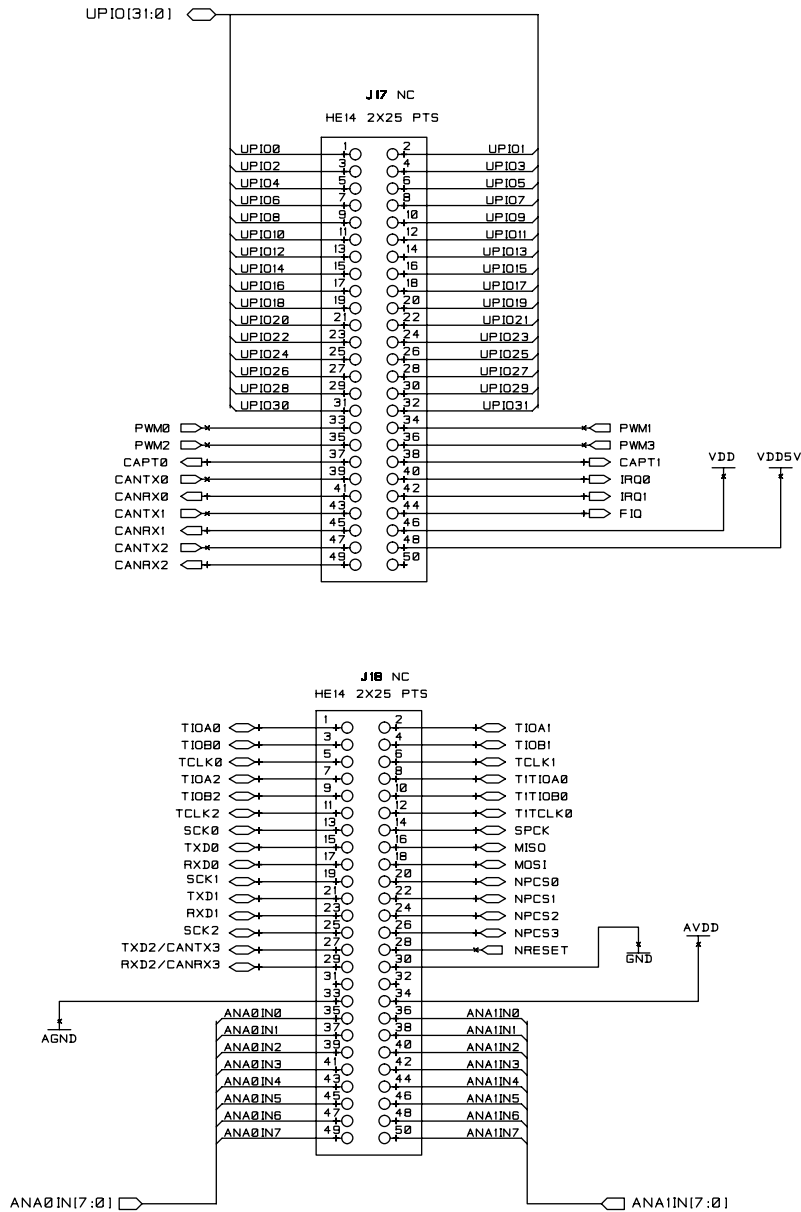 UPIO[31:0]
J17 NC
HE14 2X25 PTS
UPIO0 1 2 UPIO1
UPIO2 3 4 UPIO3
UPIO4 5 6 UPIO5
UPIO6 7 8 UPIO7
UPIO8 9 10 UPIO9
UPIO10 11 12 UPIO11
UPIO12 13 14 UPIO13
UPIO14 15 16 UPIO15
UPIO16 17 18 UPIO17
UPIO18 19 20 UPIO19
UPIO20 21 22 UPIO21
UPIO22 23 24 UPIO23
UPIO24 25 26 UPIO25
UPIO26 27 28 UPIO27
UPIO28 29 30 UPIO29
UPIO30 31 32 UPIO31
PWM0 33 34 PWM1
PWM2 35 36 PWM3
CAPT0 37 38 CAPT1 VDD VDD5V
CANTX0 39 40 IRQ0
CANRX0 41 42 IRQ1
CANTX1 43 44 FIQ
CANRX1 45 46
CANTX2 47 48
CANRX2 49 50
J18 NC
HE14 2X25 PTS
TIOA0 1 2 TIOA1
TIOB0 3 4 TIOB1
TCLK0 5 6 TCLK1
TIOA2 7 8 T1TIOA0
TIOB2 9 10 T1TIOB0
TCLK2 11 12 T1TCLK0
SCK0 13 14 SPCK
TXD0 15 16 MISO
RXD0 17 18 MOSI
SCK1 19 20 NPCS0
TXD1 21 22 NPCS1
RXD1 23 24 NPCS2
SCK2 25 26 NPCS3 AVDD
TXD2/CANTX3 27 28 NRESET
RXD2/CANRX3 29 30 GND
31 32
33 34
AGND
ANA0IN0 35 36 ANA1IN0
ANA0IN1 37 38 ANA1IN1
ANA0IN2 39 40 ANA1IN2
ANA0IN3 41 42 ANA1IN3
ANA0IN4 43 44 ANA1IN4
ANA0IN5 45 46 ANA1IN5
ANA0IN6 47 48 ANA1IN6
ANA0IN7 49 50 ANA1IN7
ANA0IN[7:0] ANA1IN[7:0]